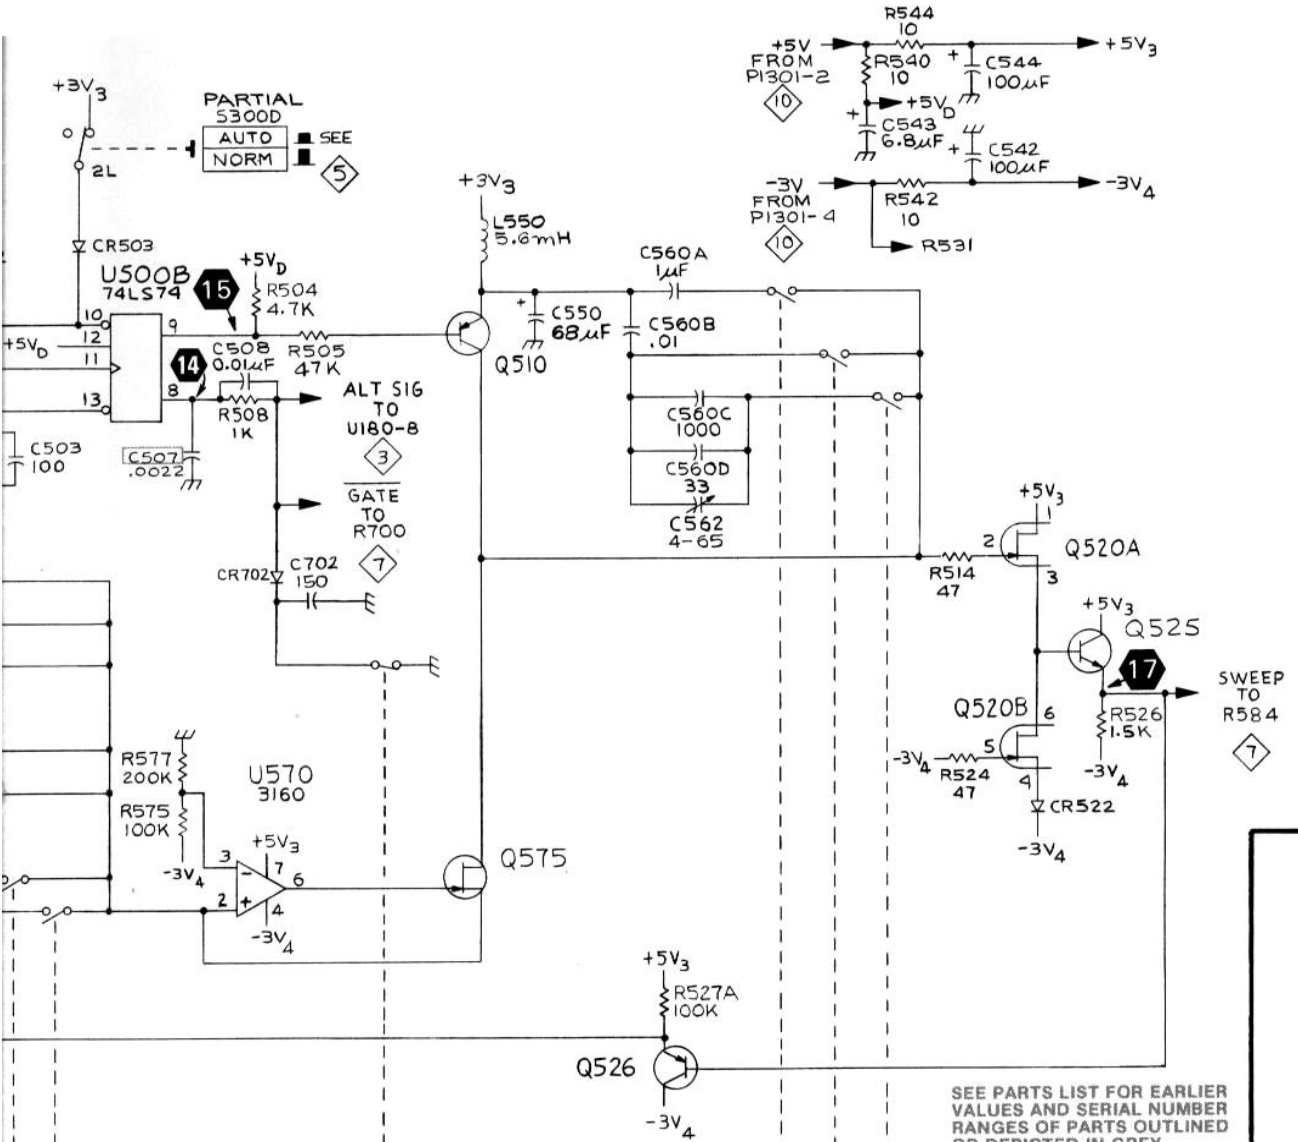 R544
10
+5V
FROM
P1301-2
10
+5V3
R540
10
C544
100µF
+5VD
+
+
C543
6.8µF
+
C542
100µF
-3V
FROM
P1301-4
10
R542
10
-3V4
R531
+3V3
PARTIAL
S300D
AUTO
NORM
SEE
5
2L
CR503
U500B
74LS74
15
+5VD
R504
4.7K
10
12
11
13
9
8
+5VD
14
C508
0.01µF
R505
47K
R508
1K
C503
100
C507
.0022
ALT SIG
TO
U180-8
3
GATE
TO
R700
7
CR702
C702
150
+3V3
L550
5.6mH
Q510
+
C550
68µF
C560A
1µF
C560B
.01
C560C
1000
C560D
33
C562
4-65
R514
47
+5V3
1
2
3
Q520A
+5V3
Q525
17
SWEEP
TO
R584
7
Q520B
6
5
4
R526
1.5K
-3V4
-3V4
R524
47
CR522
-3V4
R577
200K
R575
100K
-3V4
U570
3160
+5V3
3
7
-
6
2
+
4
-3V4
Q575
+5V3
R527A
100K
Q526
-3V4
SEE PARTS LIST FOR EARLIER
VALUES AND SERIAL NUMBER
RANGES OF PARTS OUTLINED
OR DEPICTED IN GREY